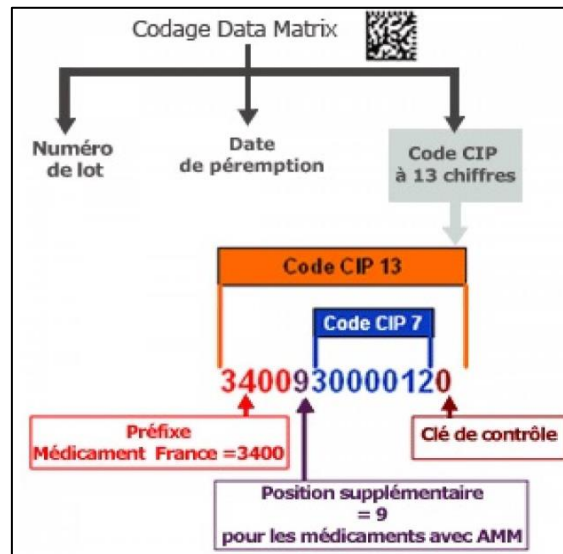 Codage Data Matrix
Numéro
de lot
Date
de péremption
Code CIP
à 13 chiffres
Code CIP 13
Code CIP 7
3400930000120
Préfixe
Médicament France =3400
Clé de contrôle
Position supplémentaire
= 9
pour les médicaments avec AMM